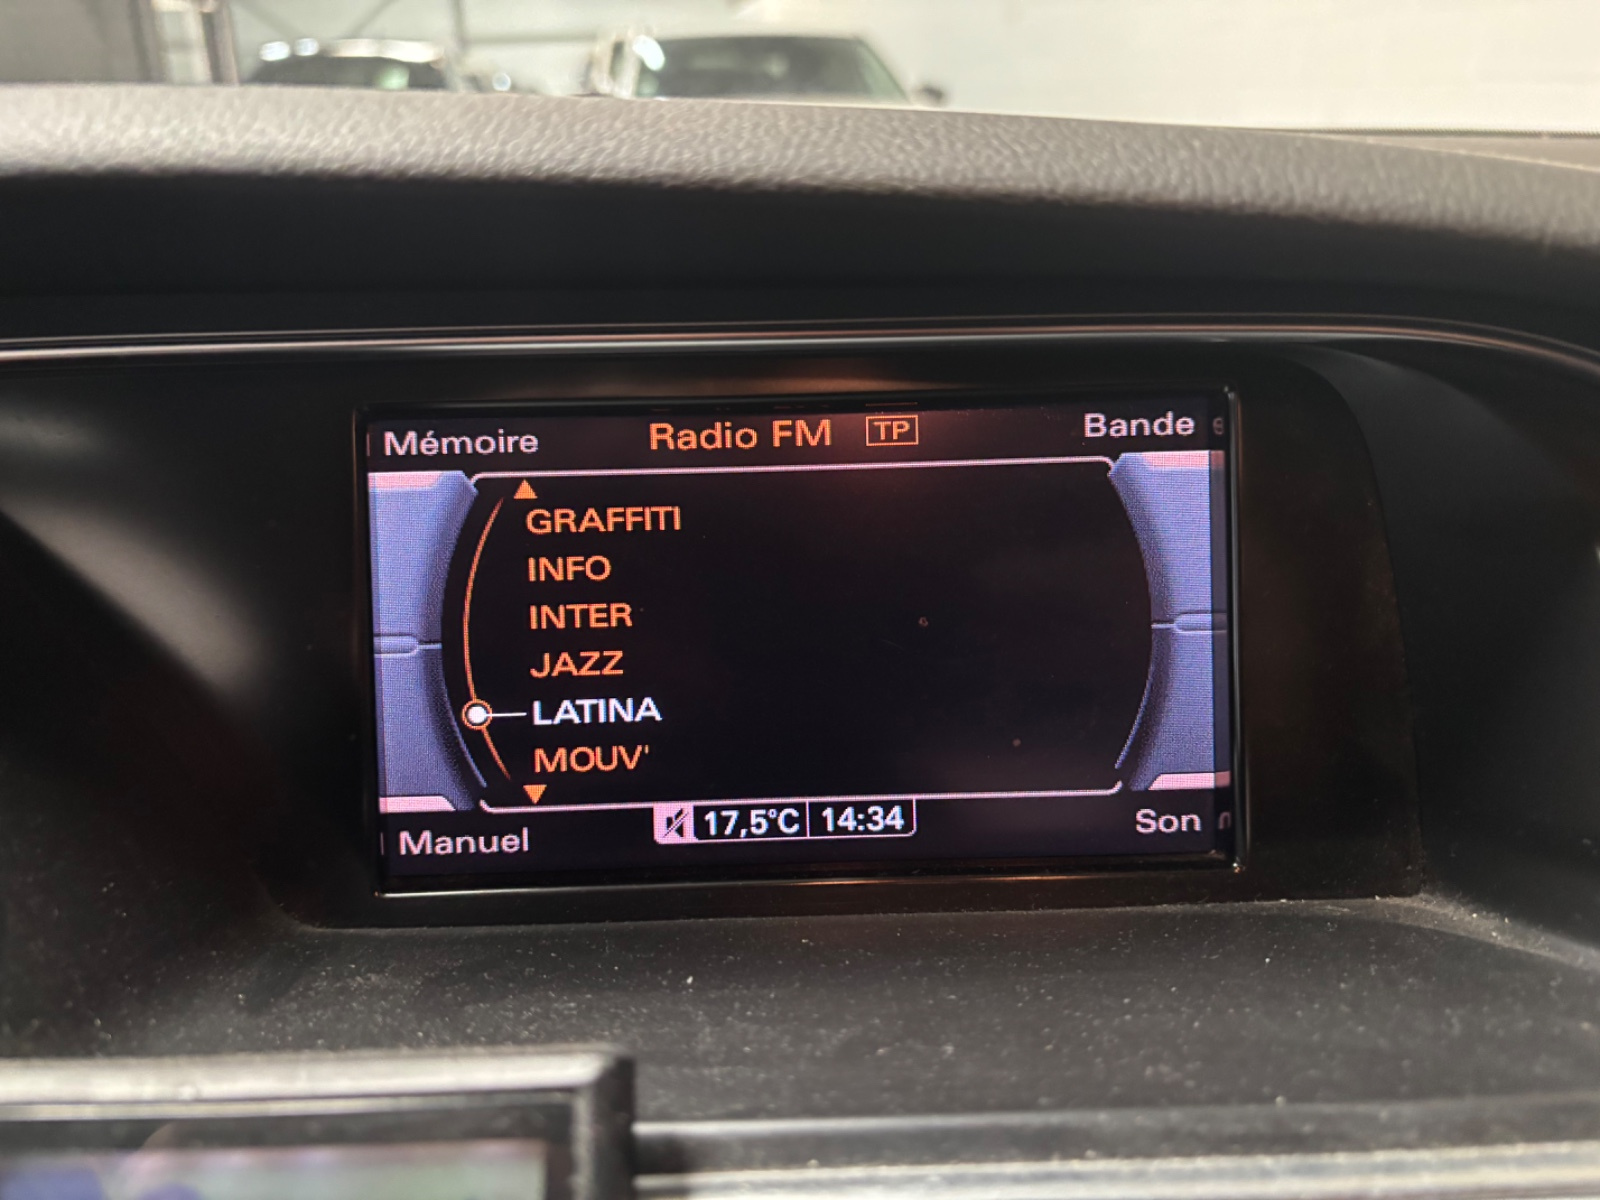 Mémoire Radio FM TP Bande
GRAFFITI
INFO
INTER
JAZZ
LATINA
MOUV'
Manuel 17,5°C 14:34 Son